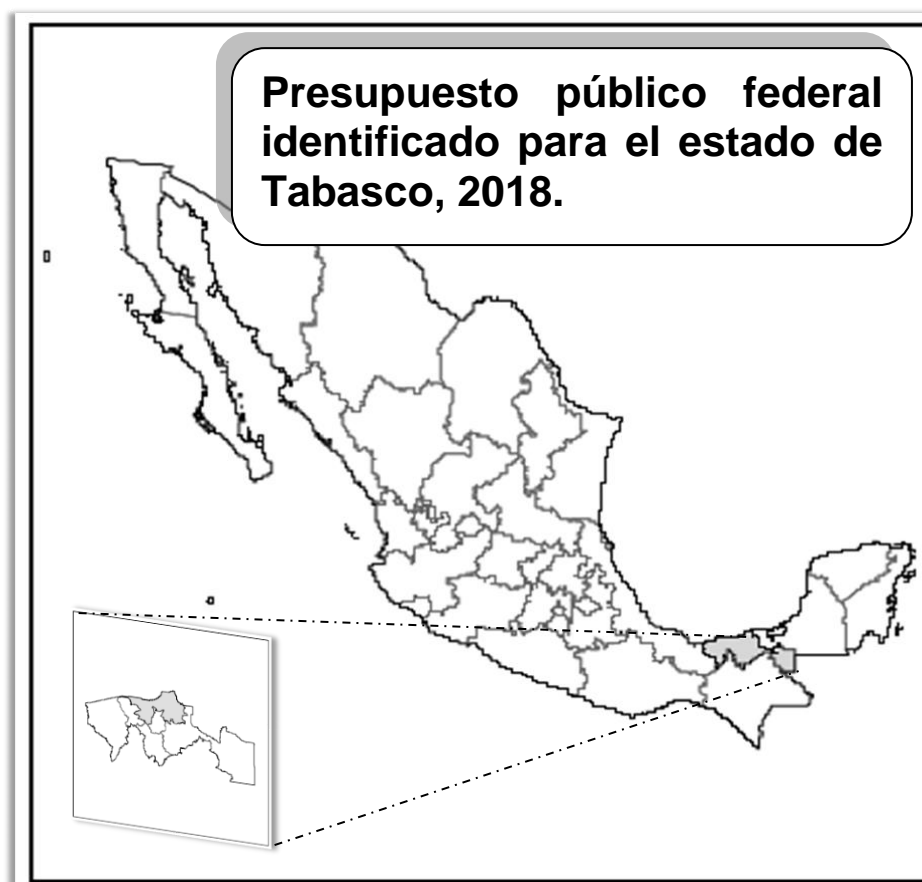 Presupuesto público federal
identificado para el estado de
Tabasco, 2018.